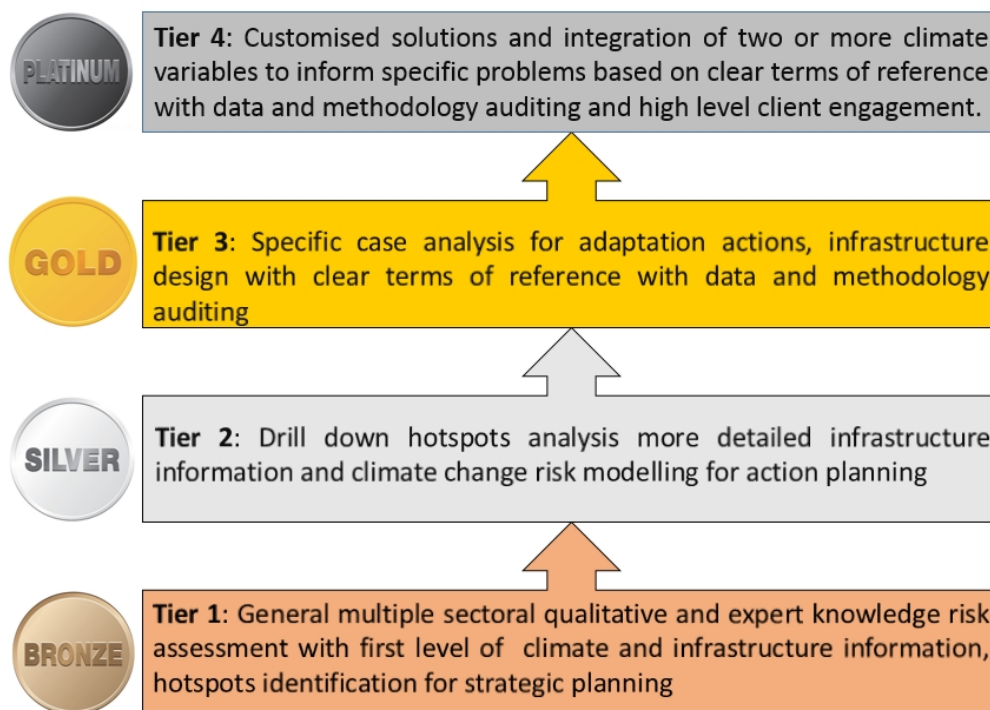 PLATINUM
Tier 4: Customised solutions and integration of two or more climate
variables to inform specific problems based on clear terms of reference
with data and methodology auditing and high level client engagement.
GOLD
Tier 3: Specific case analysis for adaptation actions, infrastructure
design with clear terms of reference with data and methodology
auditing
SILVER
Tier 2: Drill down hotspots analysis more detailed infrastructure
information and climate change risk modelling for action planning
BRONZE
Tier 1: General multiple sectoral qualitative and expert knowledge risk
assessment with first level of climate and infrastructure information,
hotspots identification for strategic planning